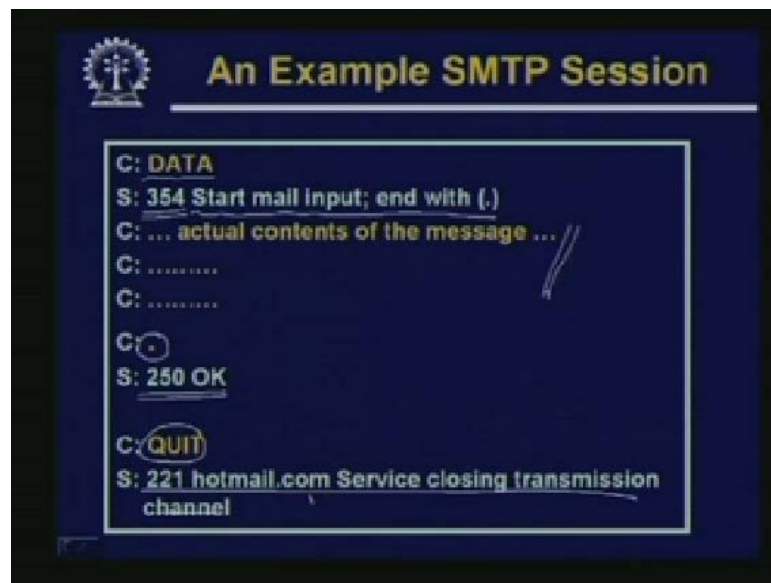 An Example SMTP Session
C: DATA
S: 354 Start mail input; end with (.)
C: ... actual contents of the message ...
C: .........
C: .........
C: .
S: 250 OK
C: QUIT
S: 221 hotmail.com Service closing transmission
channel